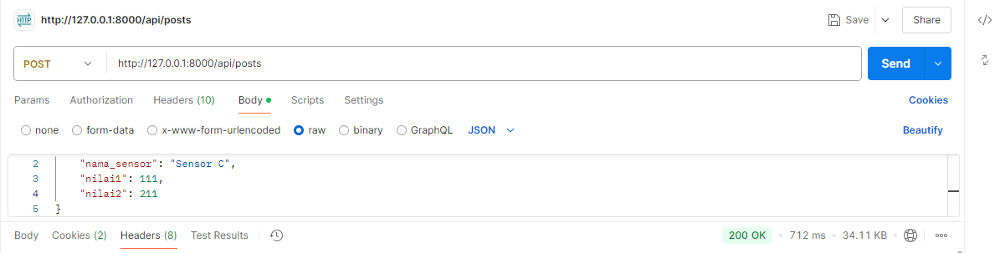 HTTP http://127.0.0.1:8000/api/posts Save Share </>
POST http://127.0.0.1:8000/api/posts Send
Params Authorization Headers (10) Body Scripts Settings Cookies
none form-data x-www-form-urlencoded raw binary GraphQL JSON Beautify
2 "nama_sensor": "Sensor C",
3 "nilai1": 111,
4 "nilai2": 211
5 }
Body Cookies (2) Headers (8) Test Results 200 OK 712 ms 34.11 KB